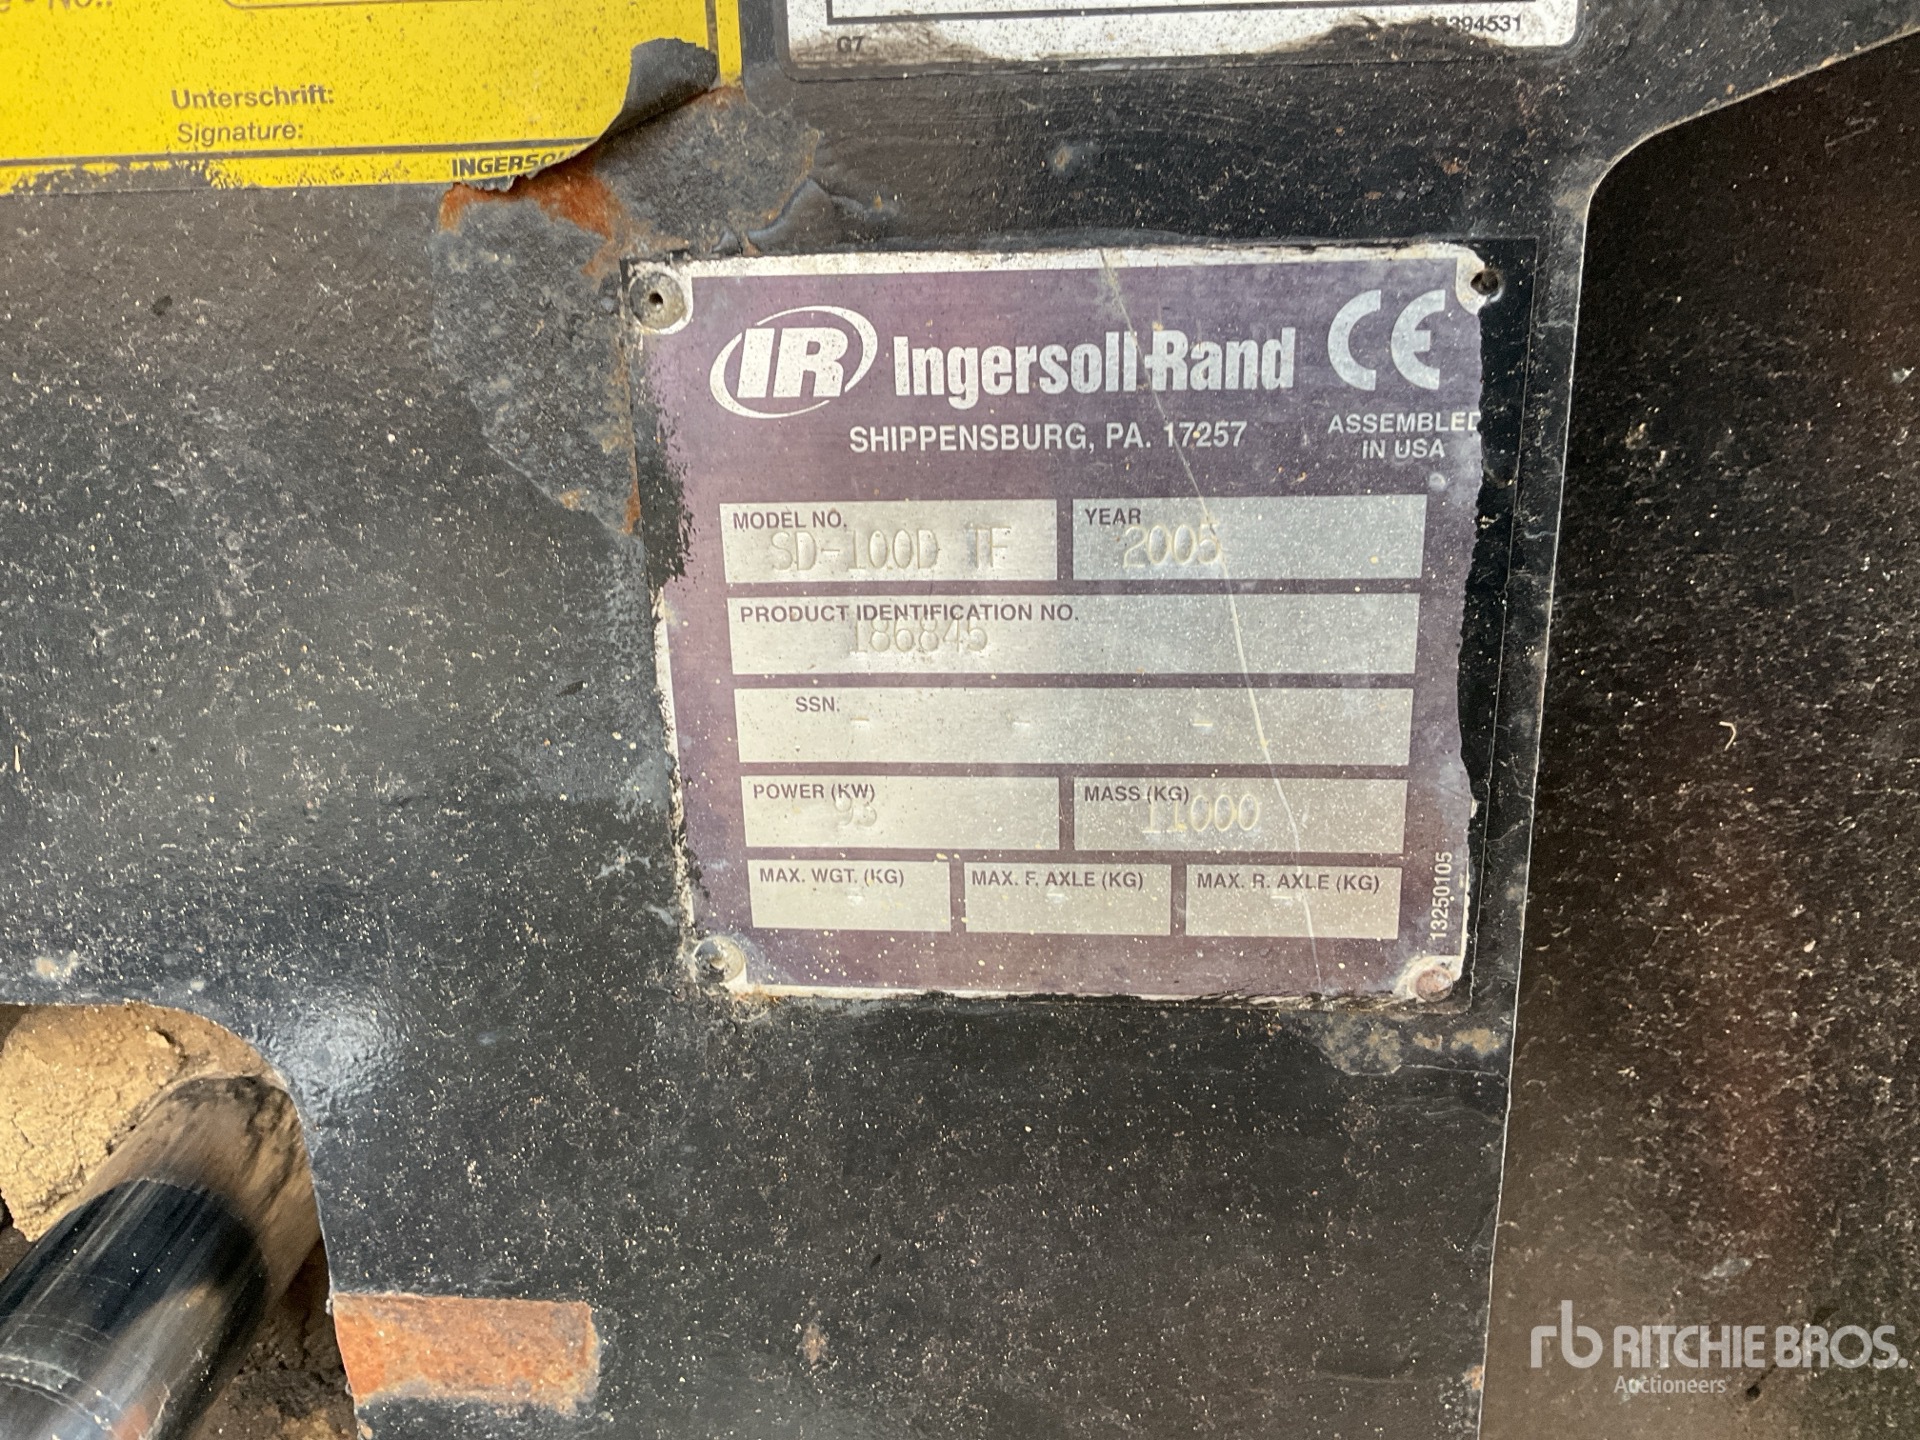 Unterschrift:
Signature:
G7
IR Ingersoll-Rand CE
SHIPPENSBURG, PA. 17257
ASSEMBLED
IN USA
MODEL NO.
SD-100D TF
YEAR
2005
PRODUCT IDENTIFICATION NO.
186845
SSN.
- - -
POWER (KW)
93
MASS (KG)
11000
MAX. WGT. (KG)
-
MAX. F. AXLE (KG)
-
MAX. R. AXLE (KG)
-
13250105
rb RITCHIE BROS.
Auctioneers